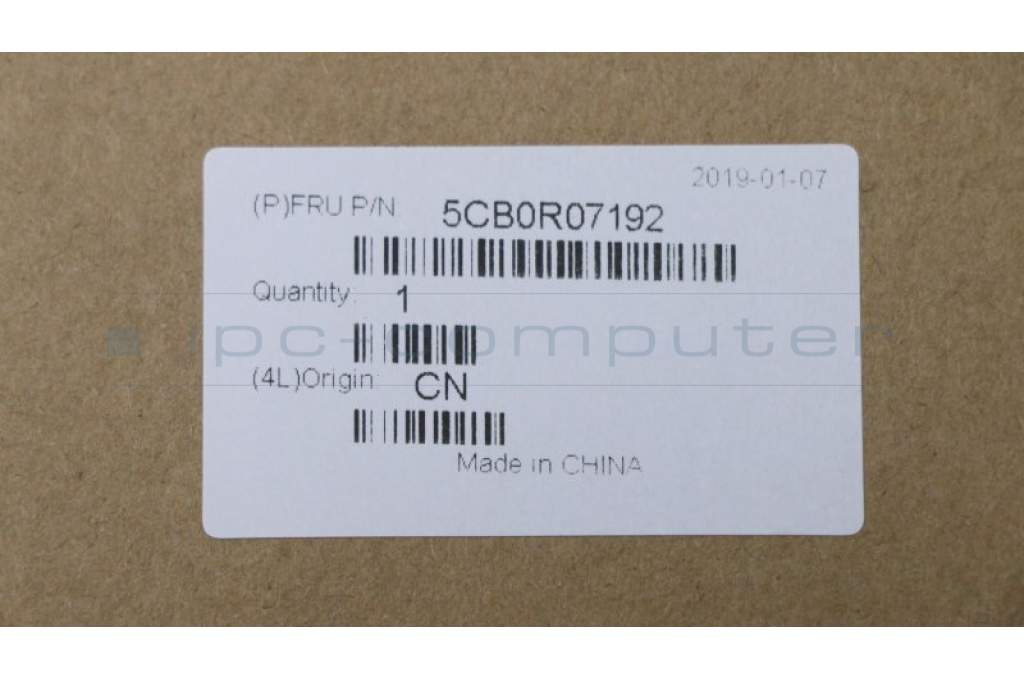 2019-01-07
(P)FRU P/N 5CB0R07192
Quantity: 1
ipc-computer
(4L)Origin: CN
Made in CHINA